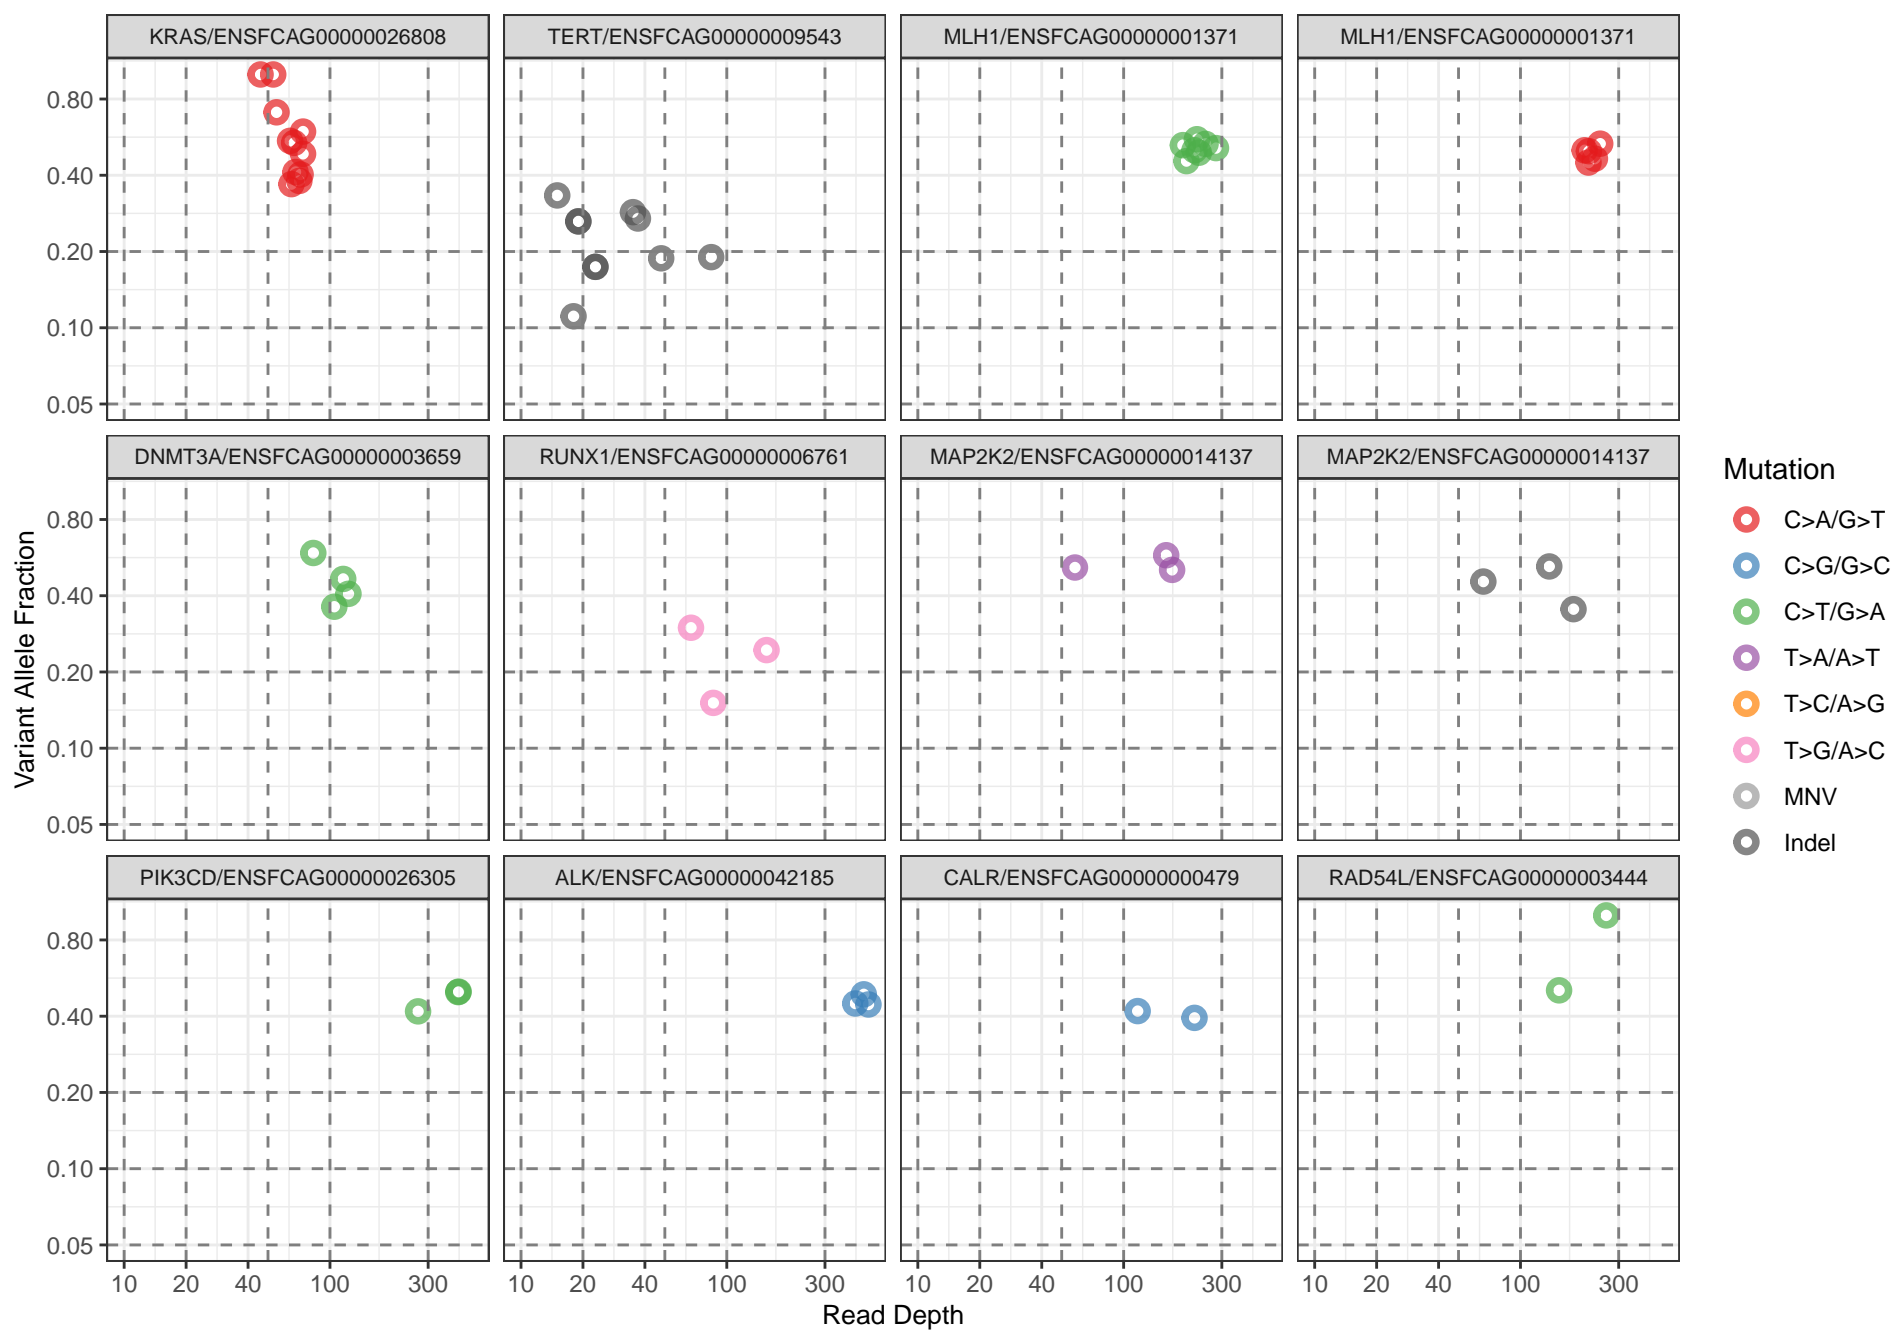 KRAS/ENSFCAG00000026808
TERT/ENSFCAG00000009543
MLH1/ENSFCAG00000001371
MLH1/ENSFCAG00000001371
0.80
0.40
0.20
0.10
0.05
DNMT3A/ENSFCAG00000003659
RUNX1/ENSFCAG00000006761
MAP2K2/ENSFCAG00000014137
MAP2K2/ENSFCAG00000014137
0.80
0.40
0.20
0.10
0.05
Variant Allele Fraction
PIK3CD/ENSFCAG00000026305
ALK/ENSFCAG00000042185
CALR/ENSFCAG00000000479
RAD54L/ENSFCAG00000003444
0.80
0.40
0.20
0.10
0.05
10 20 40 100 300
10 20 40 100 300
10 20 40 100 300
10 20 40 100 300
Read Depth
Mutation
C>A/G>T
C>G/G>C
C>T/G>A
T>A/A>T
T>C/A>G
T>G/A>C
MNV
Indel